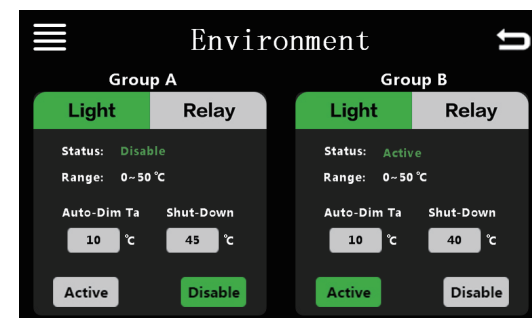 Environment
Group A
Light Relay
Status: Disable
Range: 0~50℃
Auto-Dim Ta Shut-Down
10 ℃ 45 ℃
Active Disable
Group B
Light Relay
Status: Active
Range: 0~50℃
Auto-Dim Ta Shut-Down
10 ℃ 40 ℃
Active Disable